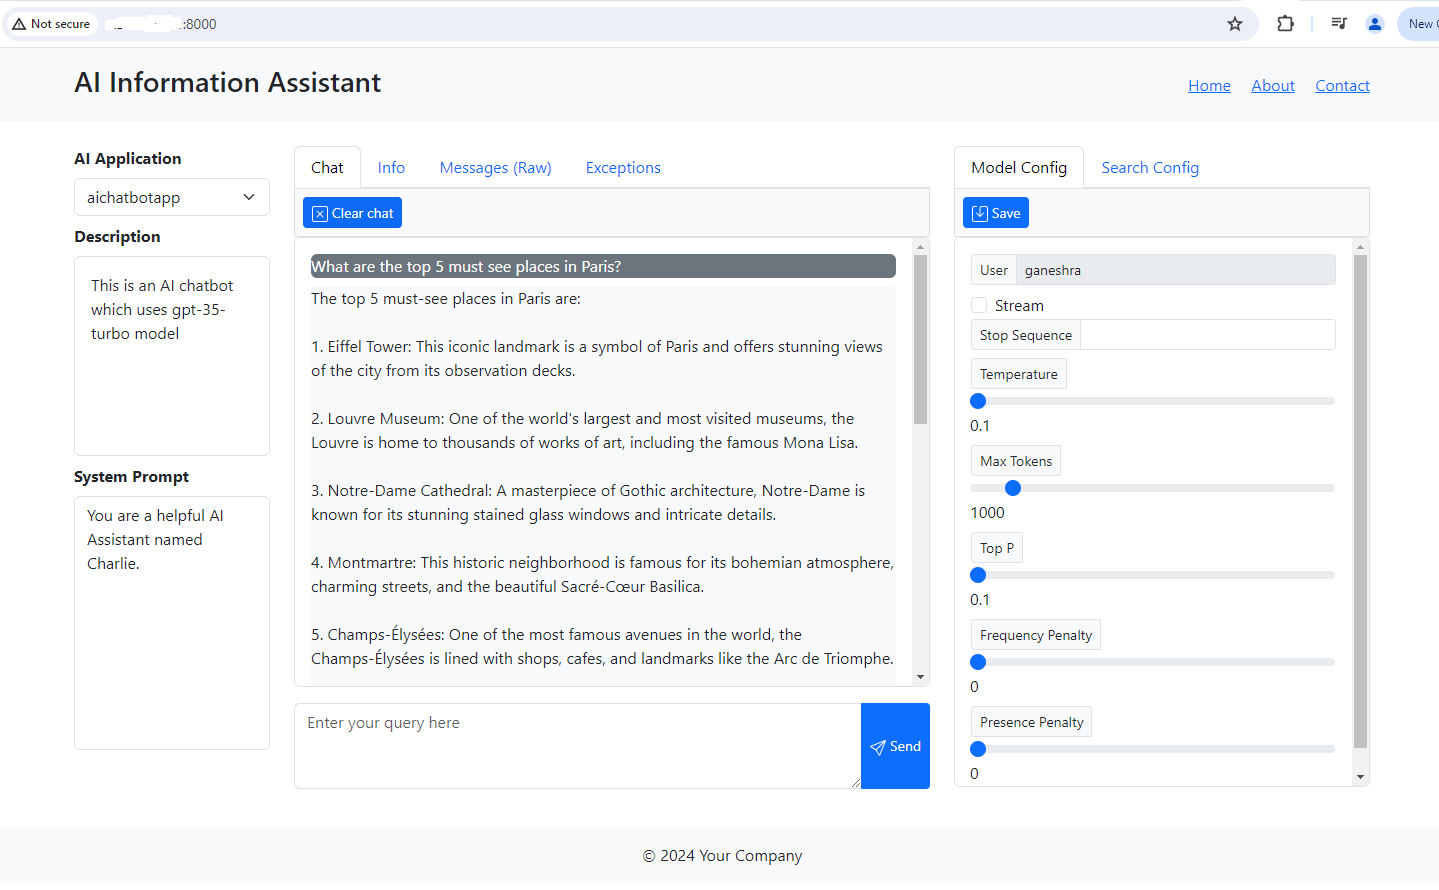 Not secure
:8000
New
AI Information Assistant
Home About Contact
AI Application
aichatbotapp
Description
This is an AI chatbot
which uses gpt-35-
turbo model
System Prompt
You are a helpful AI
Assistant named
Charlie.
Chat Info Messages (Raw) Exceptions
Clear chat
What are the top 5 must see places in Paris?
The top 5 must-see places in Paris are:
1. Eiffel Tower: This iconic landmark is a symbol of Paris and offers stunning views
of the city from its observation decks.
2. Louvre Museum: One of the world's largest and most visited museums, the
Louvre is home to thousands of works of art, including the famous Mona Lisa.
3. Notre-Dame Cathedral: A masterpiece of Gothic architecture, Notre-Dame is
known for its stunning stained glass windows and intricate details.
4. Montmartre: This historic neighborhood is famous for its bohemian atmosphere,
charming streets, and the beautiful Sacré-Cœur Basilica.
5. Champs-Élysées: One of the most famous avenues in the world, the
Champs-Élysées is lined with shops, cafes, and landmarks like the Arc de Triomphe.
Enter your query here
Send
Model Config Search Config
Save
User ganeshra
Stream
Stop Sequence
Temperature
0.1
Max Tokens
1000
Top P
0.1
Frequency Penalty
0
Presence Penalty
0
© 2024 Your Company